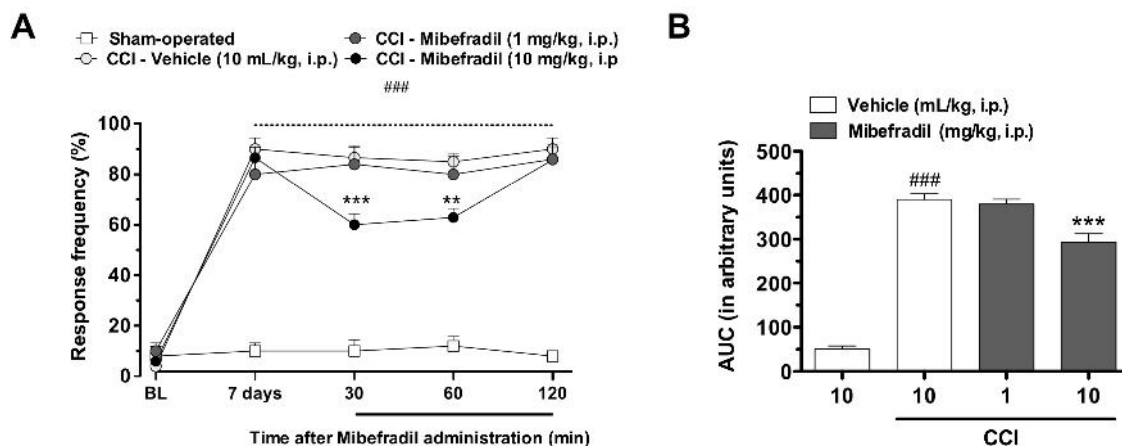 A
Sham-operated
CCI - Vehicle (10 mL/kg, i.p.)
CCI - Mibefradil (1 mg/kg, i.p.)
CCI - Mibefradil (10 mg/kg, i.p
###
Response frequency (%)
100
80
60
40
20
0
***
**
BL
7 days
30
60
120
Time after Mibefradil administration (min)
B
Vehicle (mL/kg, i.p.)
Mibefradil (mg/kg, i.p.)
AUC (in arbitrary units)
500
400
300
200
100
50
0
###
***
10
10
1
10
CCI